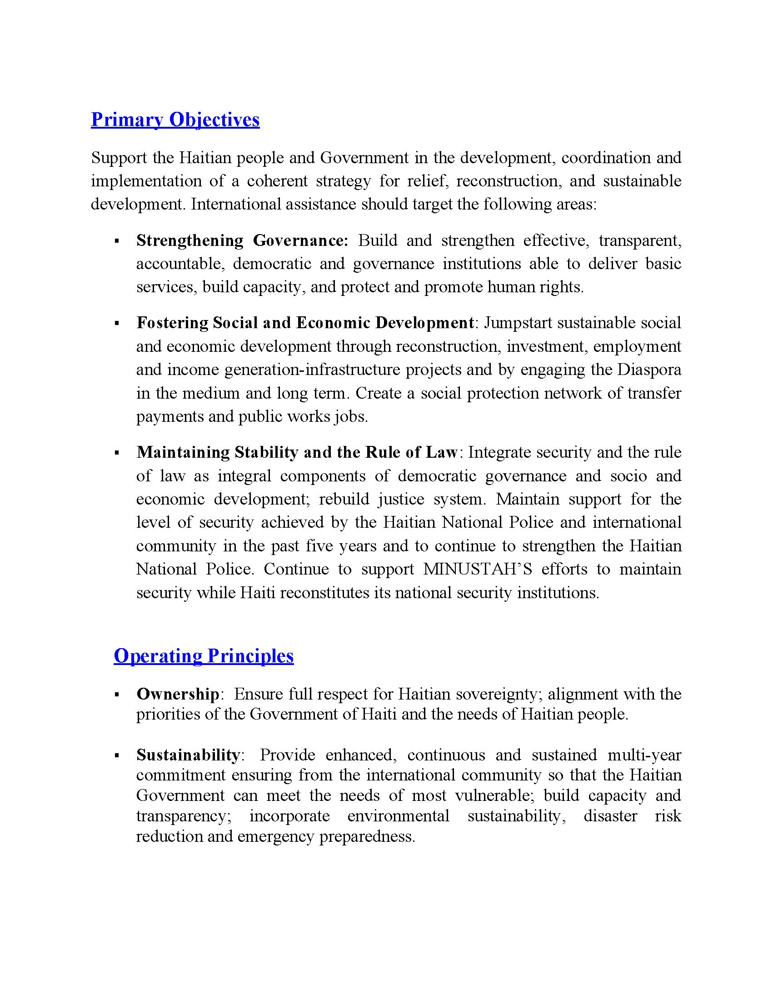 Primary Objectives
Support the Haitian people and Government in the development, coordination and
implementation of a coherent strategy for relief, reconstruction, and sustainable
development. International assistance should target the following areas:
▪ Strengthening Governance: Build and strengthen effective, transparent,
accountable, democratic and governance institutions able to deliver basic
services, build capacity, and protect and promote human rights.
▪ Fostering Social and Economic Development: Jumpstart sustainable social
and economic development through reconstruction, investment, employment
and income generation-infrastructure projects and by engaging the Diaspora
in the medium and long term. Create a social protection network of transfer
payments and public works jobs.
▪ Maintaining Stability and the Rule of Law: Integrate security and the rule
of law as integral components of democratic governance and socio and
economic development; rebuild justice system. Maintain support for the
level of security achieved by the Haitian National Police and international
community in the past five years and to continue to strengthen the Haitian
National Police. Continue to support MINUSTAH’S efforts to maintain
security while Haiti reconstitutes its national security institutions.
Operating Principles
▪ Ownership: Ensure full respect for Haitian sovereignty; alignment with the
priorities of the Government of Haiti and the needs of Haitian people.
▪ Sustainability: Provide enhanced, continuous and sustained multi-year
commitment ensuring from the international community so that the Haitian
Government can meet the needs of most vulnerable; build capacity and
transparency; incorporate environmental sustainability, disaster risk
reduction and emergency preparedness.